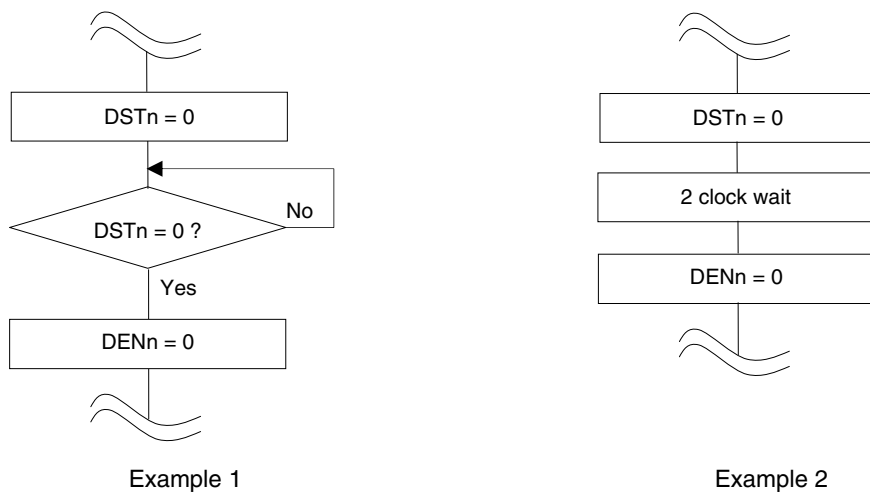 DSTn = 0
DSTn = 0 ?
No
Yes
DENn = 0
Example 1
DSTn = 0
2 clock wait
DENn = 0
Example 2